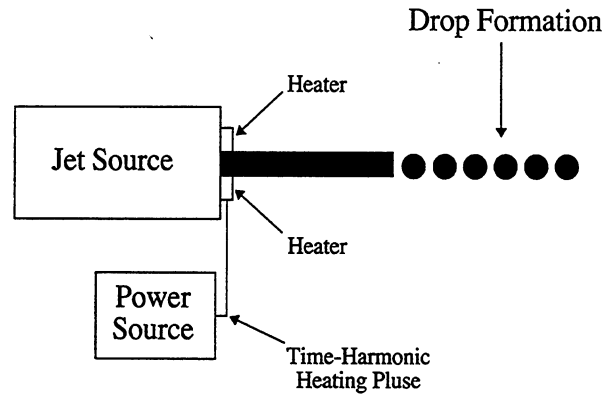 Drop Formation
Heater
Jet Source
Heater
Power
Source
Time-Harmonic
Heating Pluse